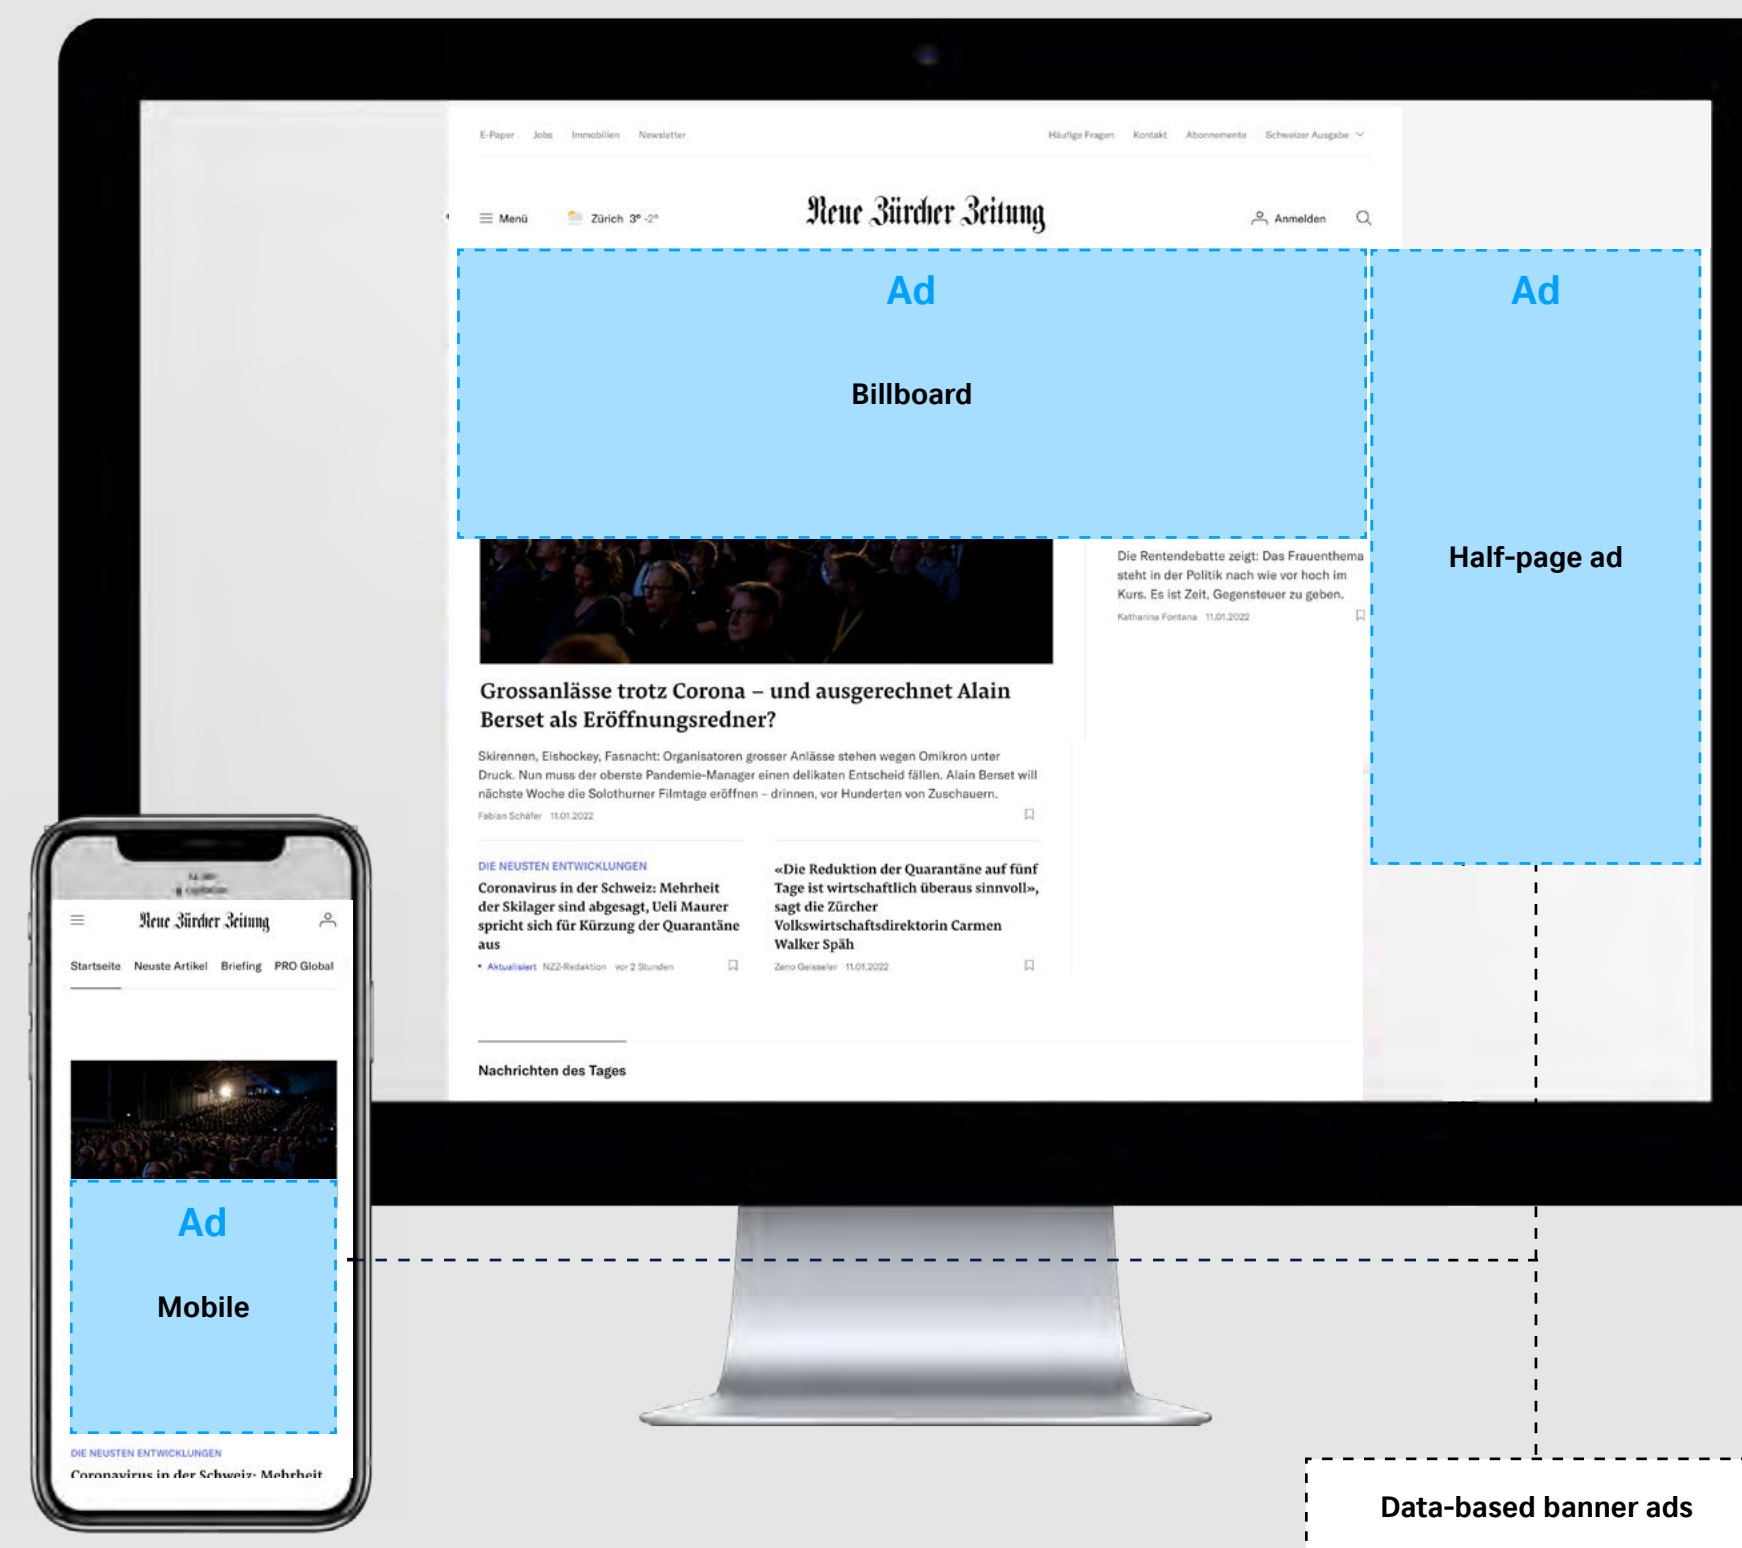 E-Paper Jobs Immobilien Newsletter Häufige Fragen Kontakt Abonnemente Schweizer Ausgabe
Menü Zürich 3° -2° Neue Zürcher Zeitung Anmelden
Ad
Billboard
Ad
Half-page ad
Die Rentendebatte zeigt: Das Frauenthema
steht in der Politik nach wie vor hoch im
Kurs. Es ist Zeit, Gegensteuer zu geben.
Katharina Fontana 11.01.2022
Grossanlässe trotz Corona – und ausgerechnet Alain
Berset als Eröffnungsredner?
Skirennen, Eishockey, Fasnacht: Organisatoren grosser Anlässe stehen wegen Omikron unter
Druck. Nun muss der oberste Pandemie-Manager einen delikaten Entscheid fällen. Alain Berset will
nächste Woche die Solothurner Filmtage eröffnen – drinnen, vor Hunderten von Zuschauern.
Fabian Schäfer 11.01.2022
DIE NEUSTEN ENTWICKLUNGEN
Coronavirus in der Schweiz: Mehrheit
der Skilager sind abgesagt, Ueli Maurer
spricht sich für Kürzung der Quarantäne
aus
• Aktualisiert NZZ-Redaktion vor 2 Stunden
«Die Reduktion der Quarantäne auf fünf
Tage ist wirtschaftlich überaus sinnvoll»,
sagt die Zürcher
Volkswirtschaftsdirektorin Carmen
Walker Späh
Zeno Geisseler 11.01.2022
Nachrichten des Tages
Neue Zürcher Zeitung
Startseite Neuste Artikel Briefing PRO Global
Ad
Mobile
DIE NEUSTEN ENTWICKLUNGEN
Coronavirus in der Schweiz: Mehrheit
Data-based banner ads